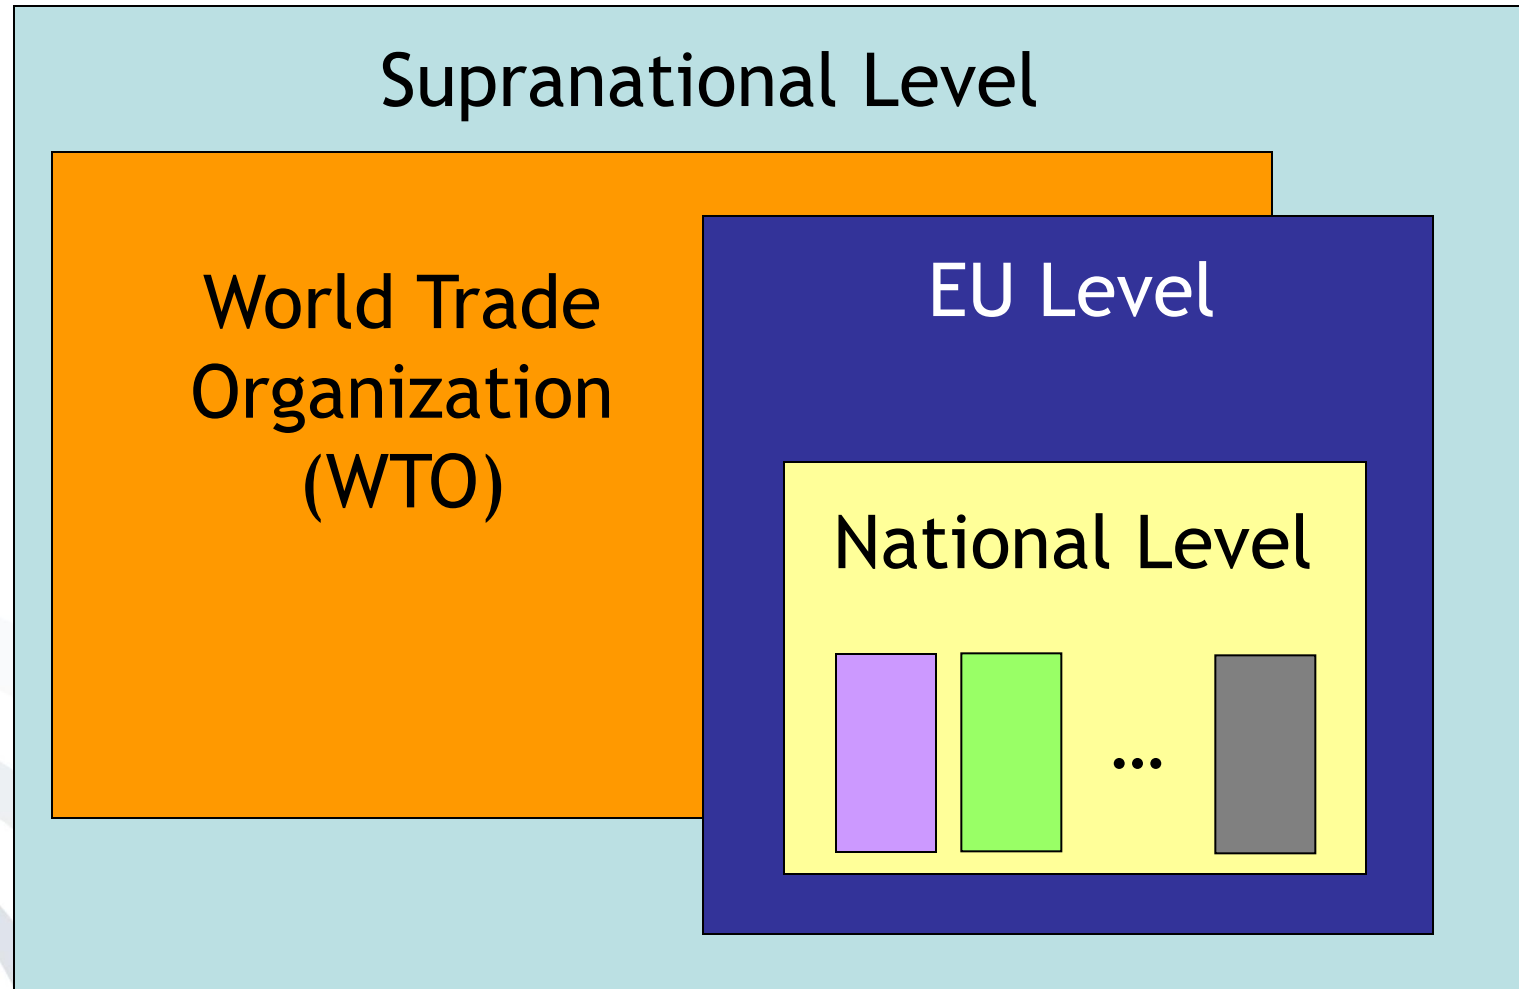 Supranational Level
World Trade
Organization
(WTO)
EU Level
National Level
...